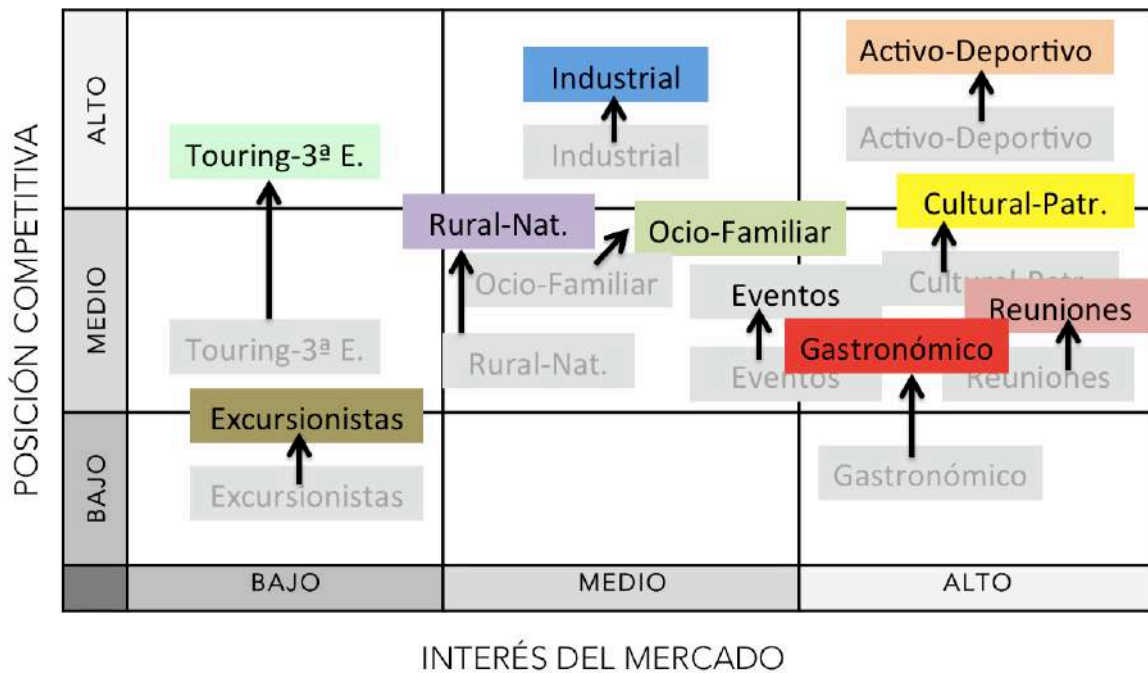 POSICIÓN COMPETITIVA
ALTO
MEDIO
BAJO
Activo-Deportivo
Industrial
Activo-Deportivo
Industrial
Touring-3ª E.
Cultural-Patr.
Rural-Nat.
Ocio-Familiar
Ocio-Familiar
Cultural-Patr.
Eventos
Reuniones
Touring-3ª E.
Gastronómico
Rural-Nat.
Eventos
Reuniones
Excursionistas
Gastronómico
Excursionistas
BAJO
MEDIO
ALTO
INTERÉS DEL MERCADO